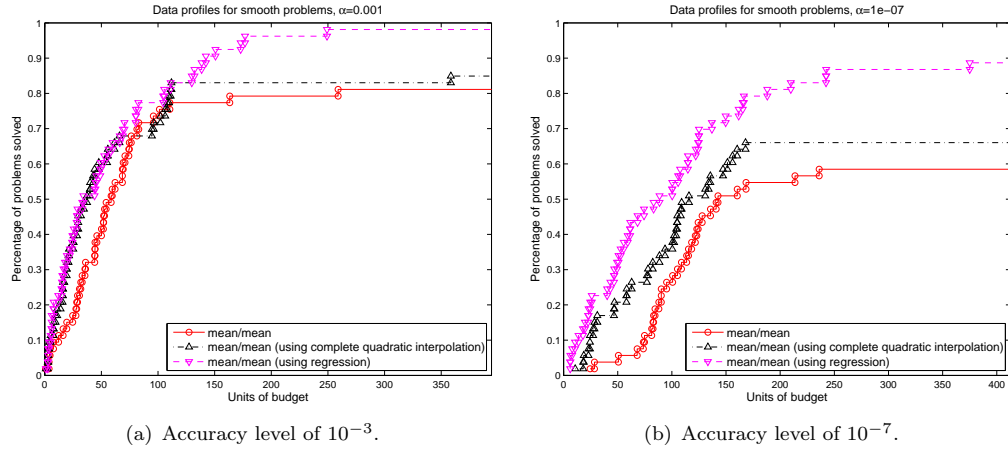 Data profiles for smooth problems, α=0.001
1
0.9
0.8
0.7
0.6
0.5
0.4
0.3
0.2
0.1
0
Percentage of problems solved
mean/mean
mean/mean (using complete quadratic interpolation)
mean/mean (using regression)
0 50 100 150 200 250 300 350
Units of budget
(a) Accuracy level of 10⁻³.
Data profiles for smooth problems, α=1e−07
1
0.9
0.8
0.7
0.6
0.5
0.4
0.3
0.2
0.1
0
Percentage of problems solved
mean/mean
mean/mean (using complete quadratic interpolation)
mean/mean (using regression)
0 50 100 150 200 250 300 350 400
Units of budget
(b) Accuracy level of 10⁻⁷.